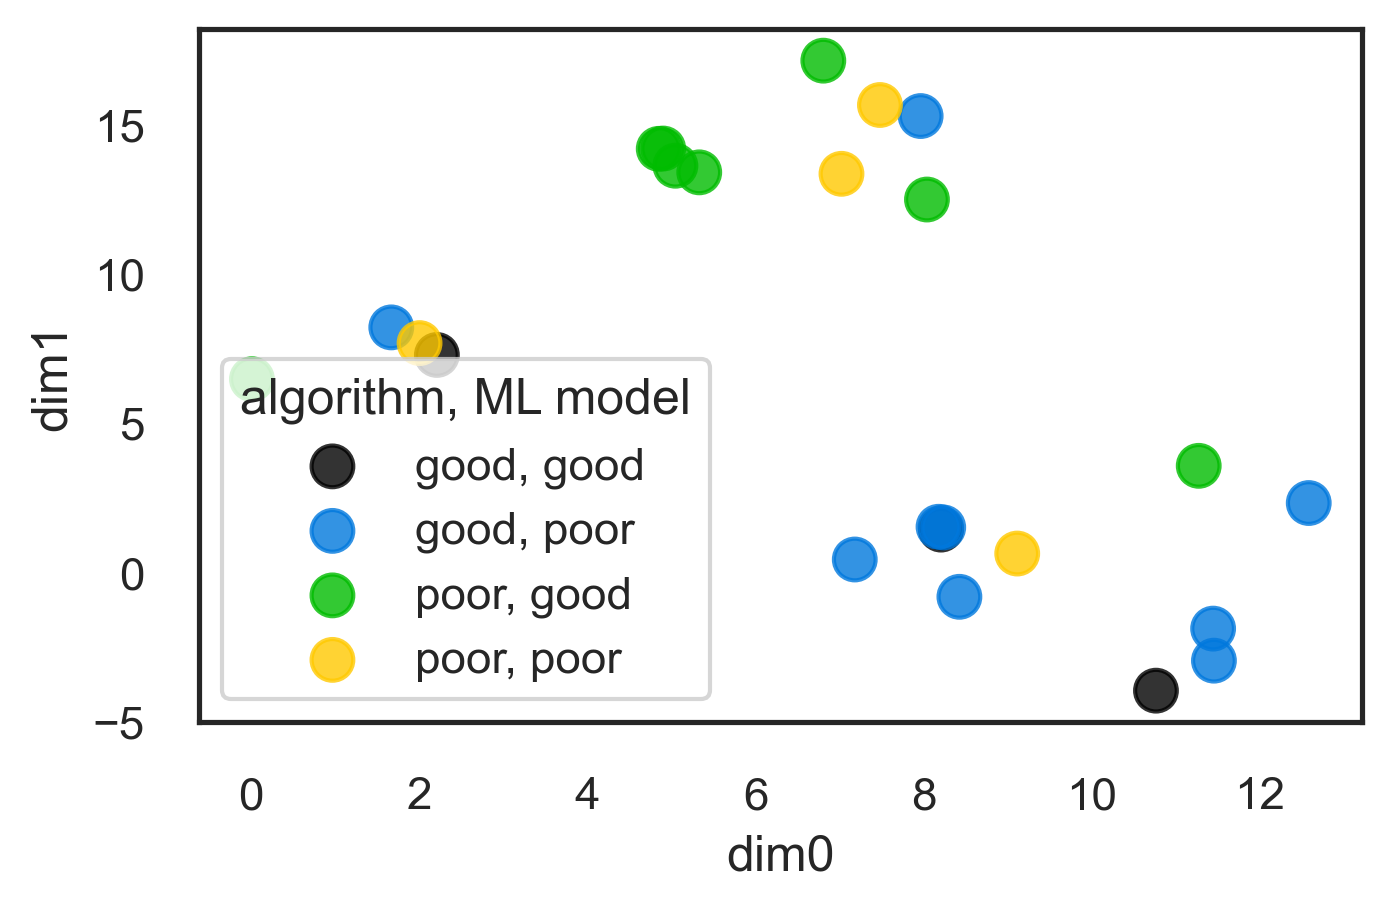 15
10
5
0
−5
dim1
algorithm, ML model
good, good
good, poor
poor, good
poor, poor
0 2 4 6 8 10 12
dim0